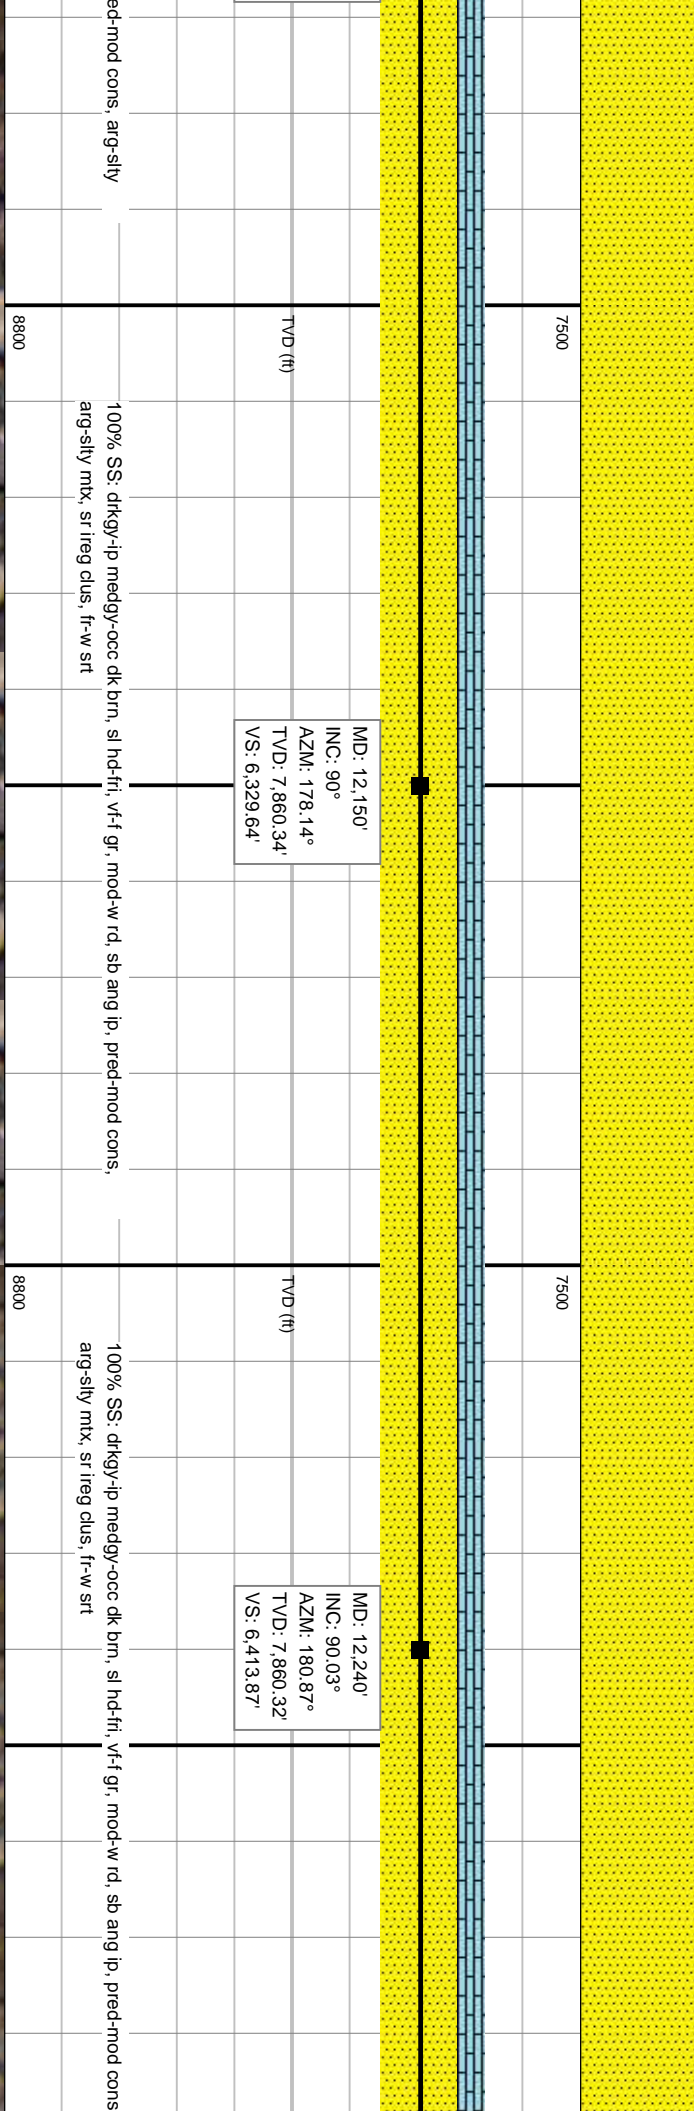 ed-mod cons, arg-slty
7500
TVD (ft)
8800
100% SS: drkgy-ip medgy-occ dk brn, sl hd-fri, vf-f gr, mod-w rd, sb ang ip, pred-mod cons,
arg-slty mtx, sr ireg clus, fr-w srt
MD: 12,150'
INC: 90°
AZM: 178.14°
TVD: 7,860.34'
VS: 6,329.64'
7500
TVD (ft)
8800
100% SS: drkgy-ip medgy-occ dk brn, sl hd-fri, vf-f gr, mod-w rd, sb ang ip, pred-mod cons
arg-slty mtx, sr ireg clus, fr-w srt
MD: 12,240'
INC: 90.03°
AZM: 180.87°
TVD: 7,860.32'
VS: 6,413.87'